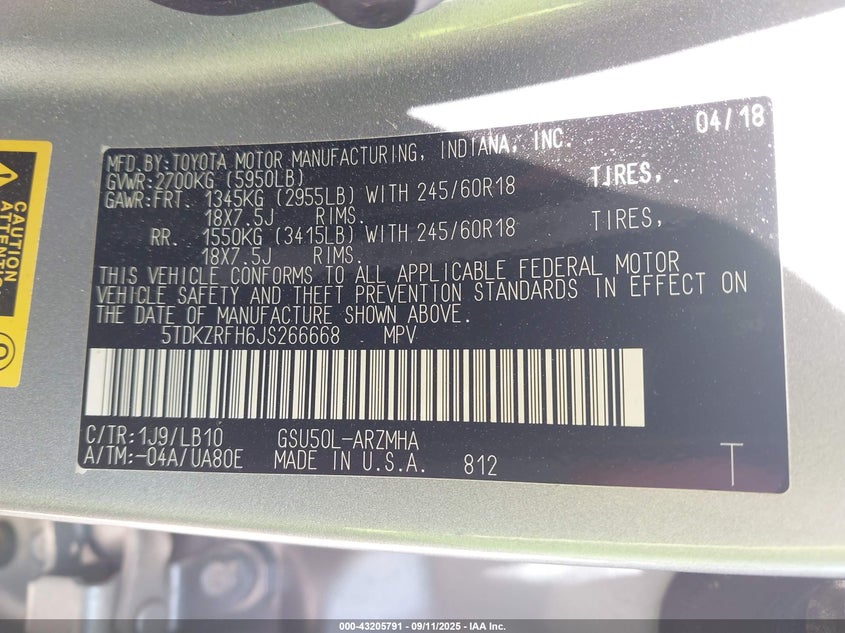 04/18
MFD.BY:TOYOTA MOTOR MANUFACTURING, INDIANA, INC.
GVWR:2700KG (5950LB)
GAWR:FRT. 1345KG (2955LB) WITH 245/60R18 TIRES,
18X7.5J RIMS.
RR. 1550KG (3415LB) WITH 245/60R18 TIRES,
18X7.5J RIMS.
THIS VEHICLE CONFORMS TO ALL APPLICABLE FEDERAL MOTOR
VEHICLE SAFETY AND THEFT PREVENTION STANDARDS IN EFFECT ON
THE DATE OF MANUFACTURE SHOWN ABOVE.
5TDKZRFH6JS266668 MPV
C/TR:1J9/LB10 GSU50L-ARZMHA
A/TM:-04A/UA80E MADE IN U.S.A. 812
T
CAUTION
ATTENTION
000-43205791 - 09/11/2025 - IAA Inc.